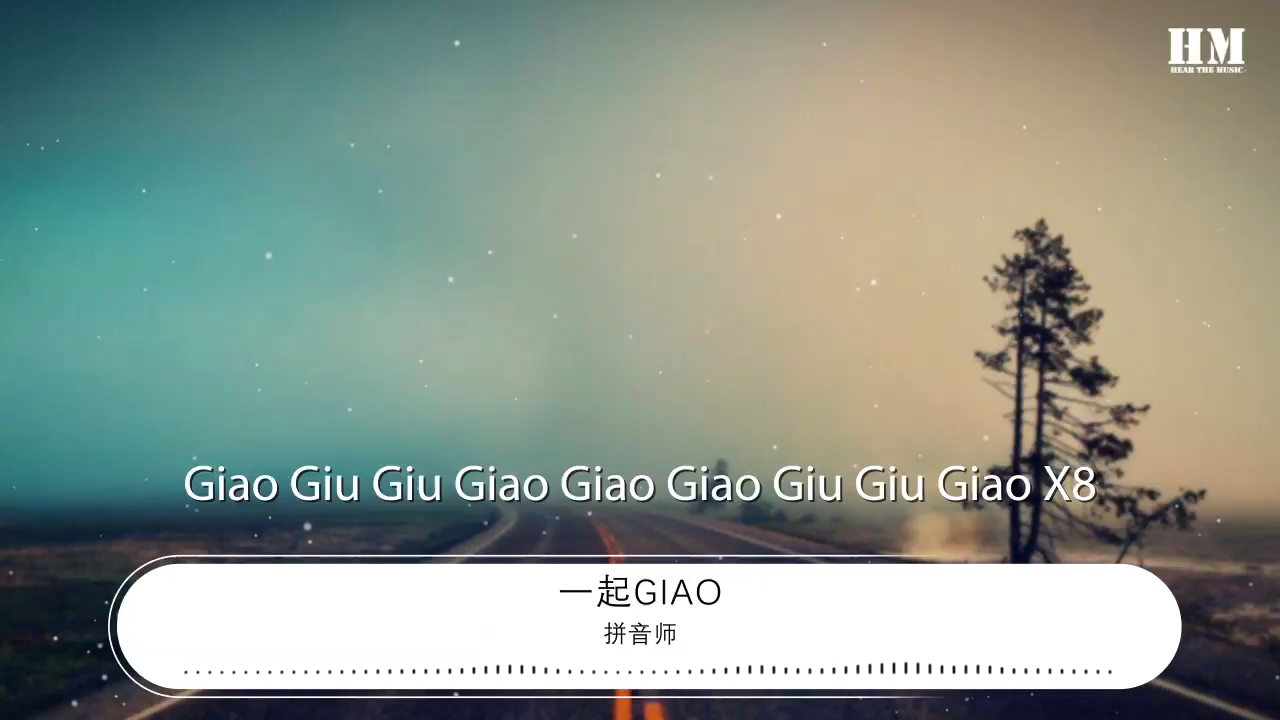 HM
HEAR THE MUSIC
Giao Giu Giu Giao Giao Giao Giu Giu Giao X8
一起GIAO
拼音师